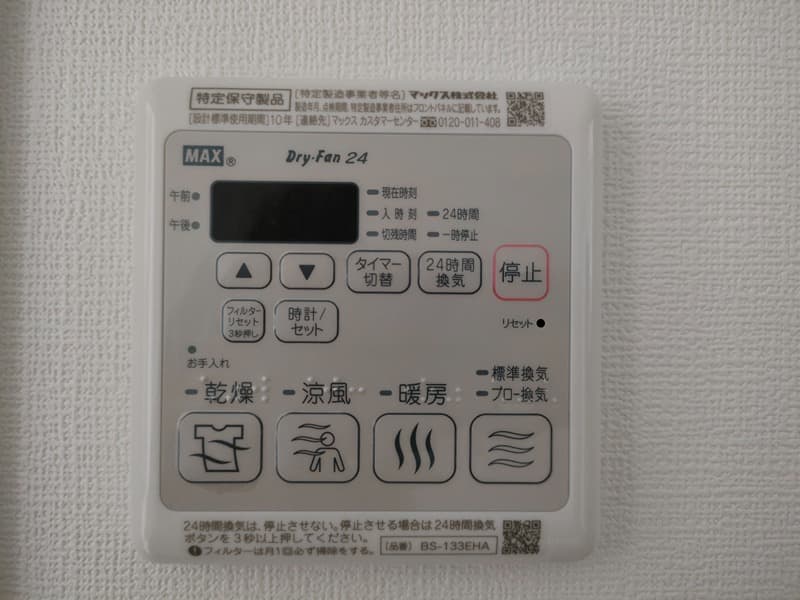 特定保守製品 [特定製造事業者等名] マックス株式会社
製造年月、点検期間、特定製造事業者住所はフロントパネルに記載しています。
[設計標準使用期間]10年 [連絡先] マックス カスタマーセンター 0120-011-408
MAX® Dry・Fan 24
午前
午後
現在時刻
入時刻 24時間
切残時間 一時停止
▲ ▼ タイマー切替 24時間換気 停止
フィルターリセット3秒押し 時計/セット
リセット
お手入れ
乾燥 涼風 暖房 標準換気
プロー換気
24時間換気は、停止させない。停止させる場合は24時間換気
ボタンを3秒以上押してください。
フィルターは月1回必ず掃除をする。 (品番) BS-133EHA